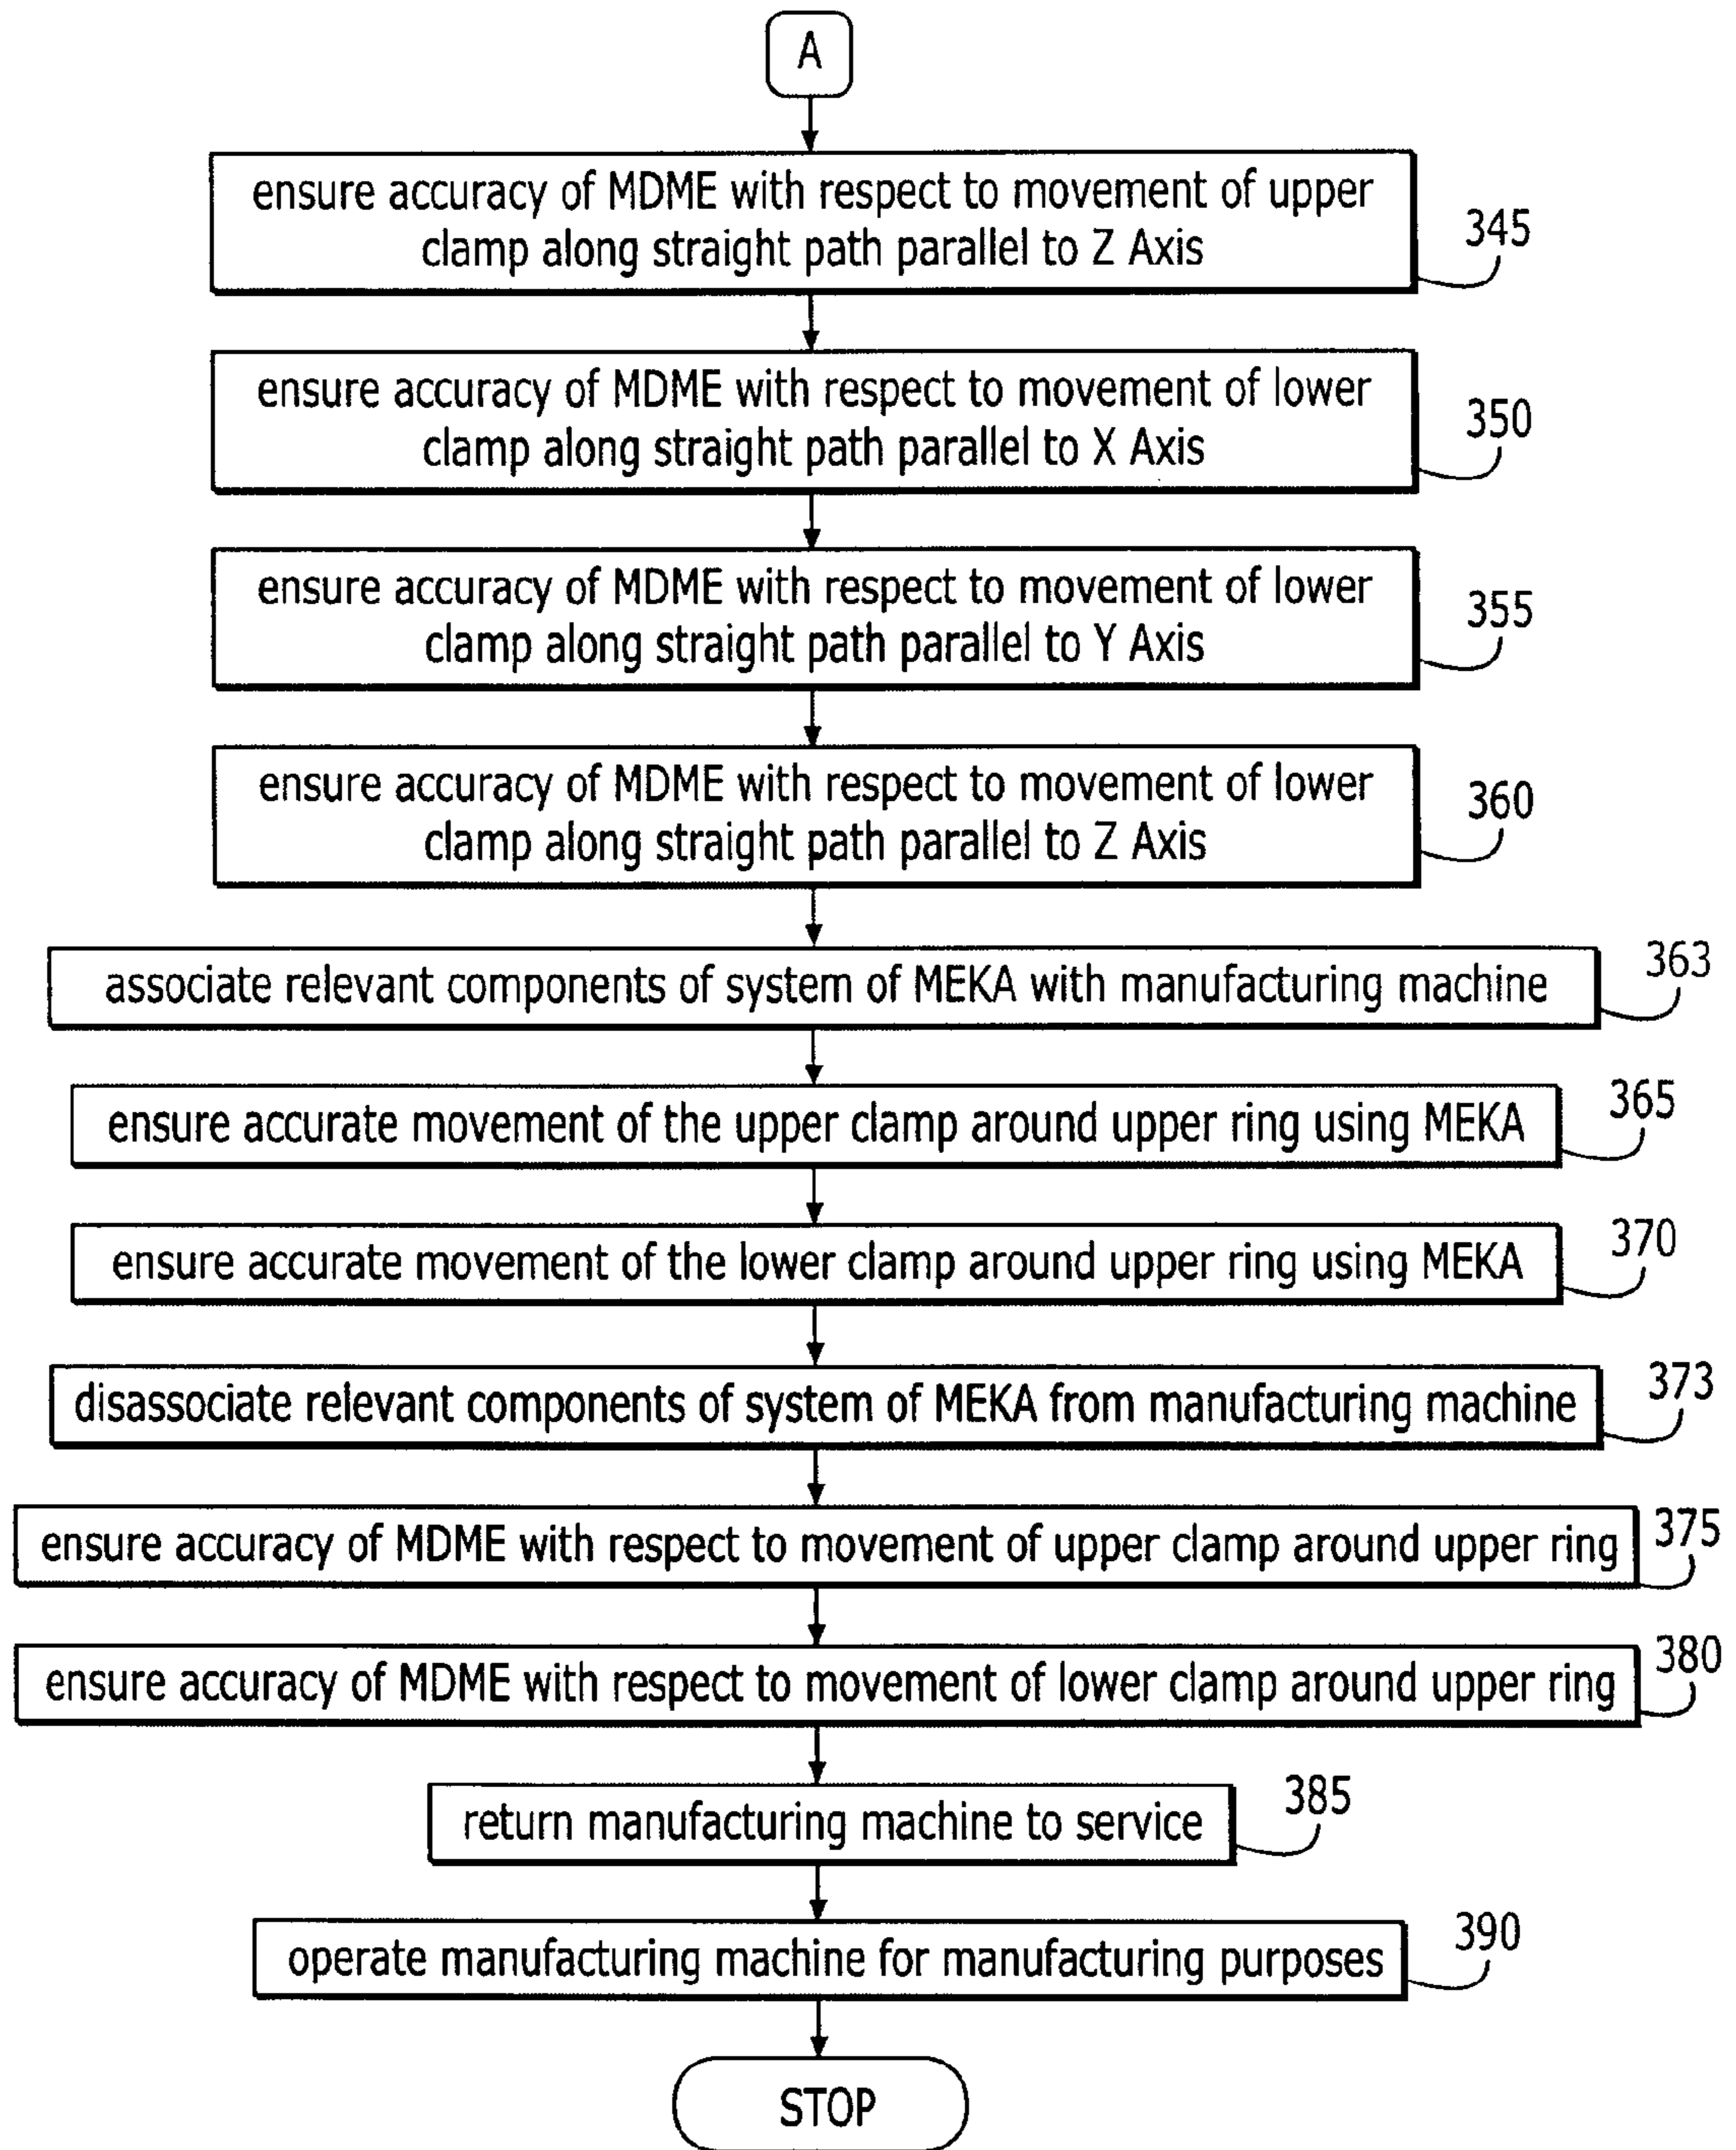 A
ensure accuracy of MDME with respect to movement of upper
clamp along straight path parallel to Z Axis
345
ensure accuracy of MDME with respect to movement of lower
clamp along straight path parallel to X Axis
350
ensure accuracy of MDME with respect to movement of lower
clamp along straight path parallel to Y Axis
355
ensure accuracy of MDME with respect to movement of lower
clamp along straight path parallel to Z Axis
360
associate relevant components of system of MEKA with manufacturing machine
363
ensure accurate movement of the upper clamp around upper ring using MEKA
365
ensure accurate movement of the lower clamp around upper ring using MEKA
370
disassociate relevant components of system of MEKA from manufacturing machine
373
ensure accuracy of MDME with respect to movement of upper clamp around upper ring
375
ensure accuracy of MDME with respect to movement of lower clamp around upper ring
380
return manufacturing machine to service
385
operate manufacturing machine for manufacturing purposes
390
STOP